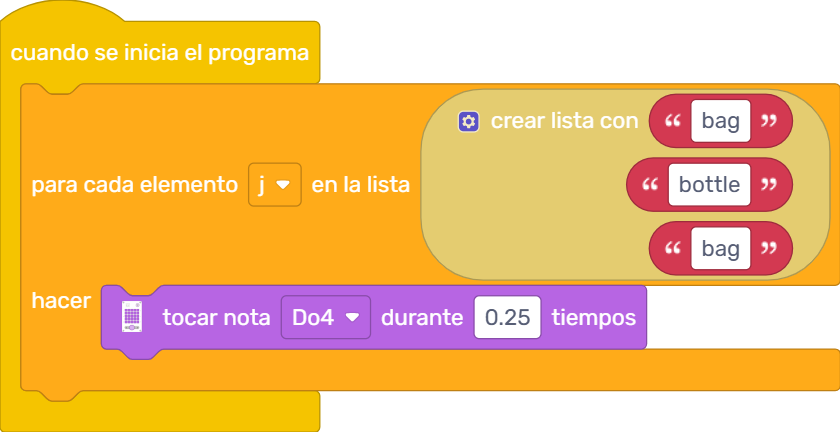 cuando se inicia el programa
crear lista con “ bag ”
para cada elemento j en la lista “ bottle ”
“ bag ”
hacer
tocar nota Do4 durante 0.25 tiempos